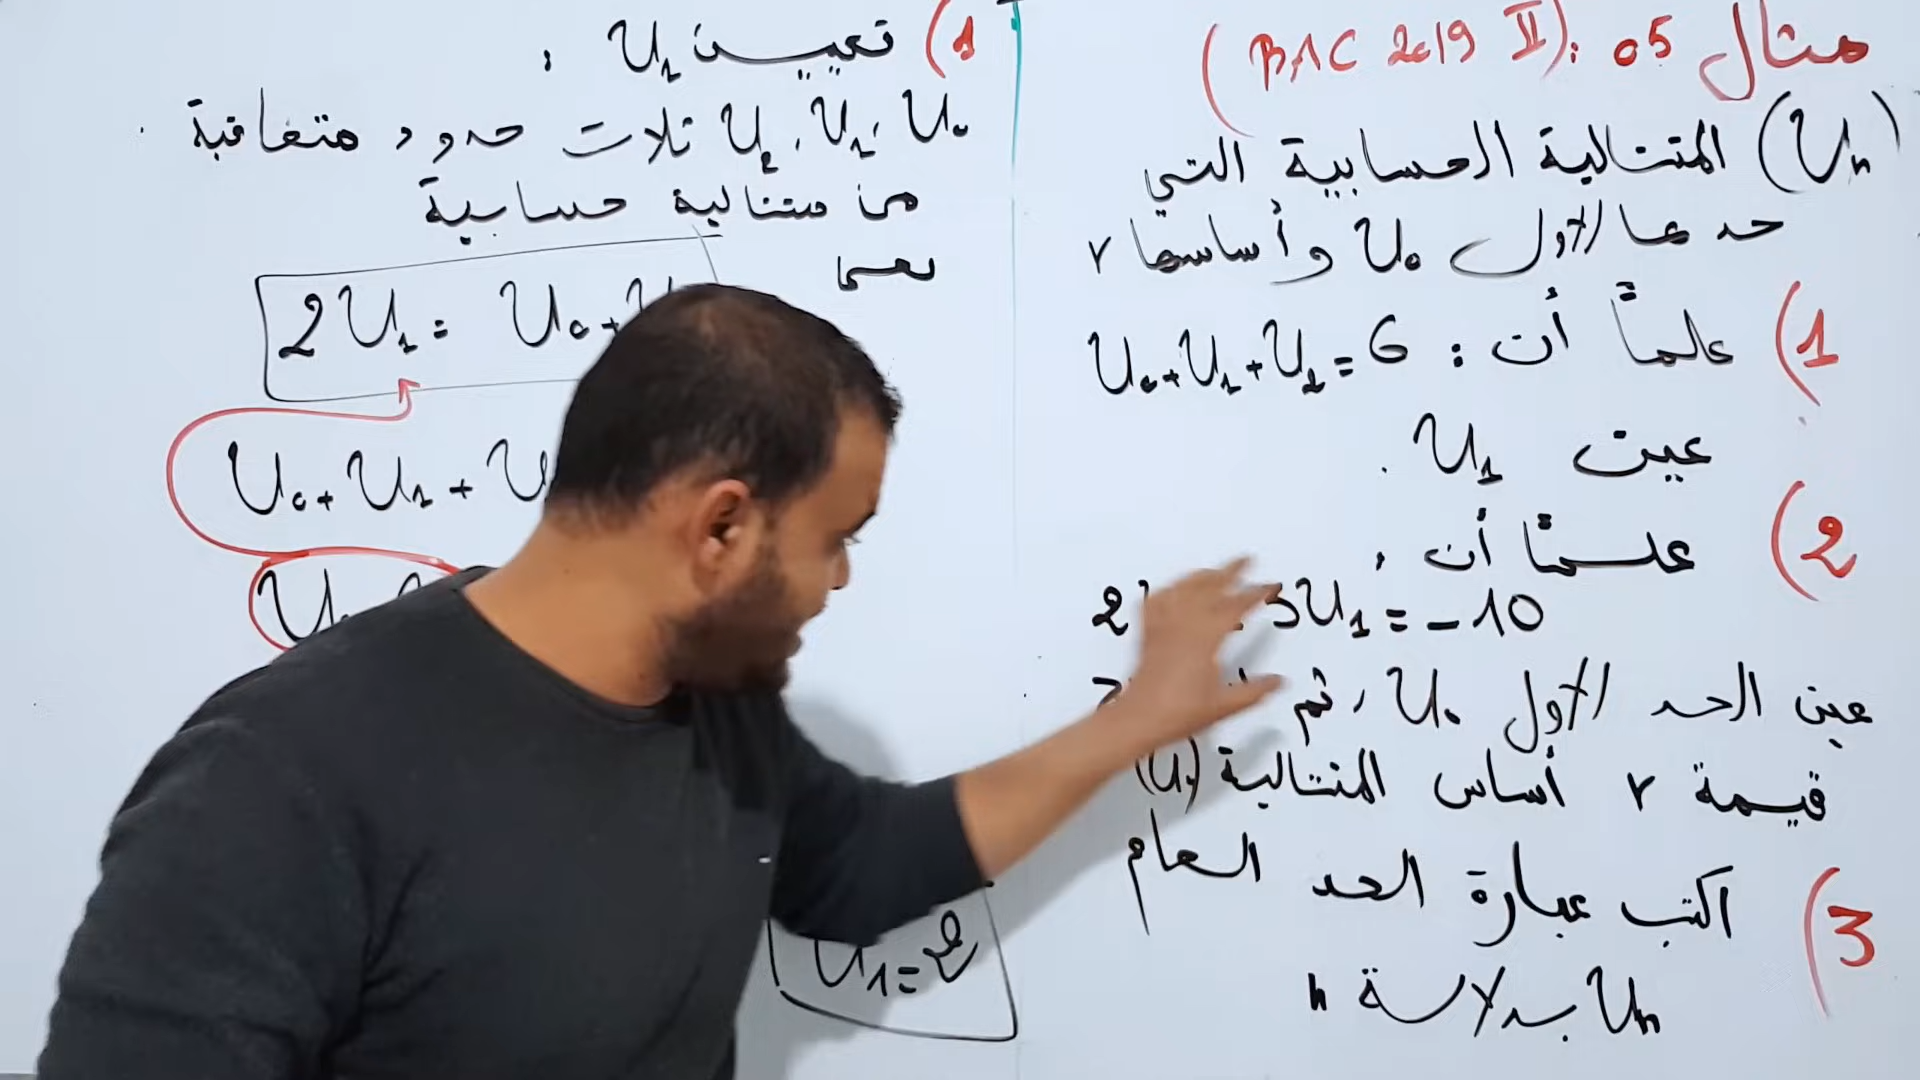 مثال 05 : (BAC 2019 II)
(Un) المتتالية الحسابية التي
حدها الأول U0 وأساسها r
1) علماً أن : U0+U1+U2=6
عين U1 .
2) علماً أن :
2 3U1=-10
عين الحد الأول U0 ، ثم
قيمة r أساس المتتالية (Un)
3) اكتب عبارة الحد العام
Un بدلالة n
1) تعيين U1 :
U0 ، U1 ، U2 ثلاث حدود متعاقبة
من متتالية حسابية
2U1= U0+
U0+U1+U
U1=2